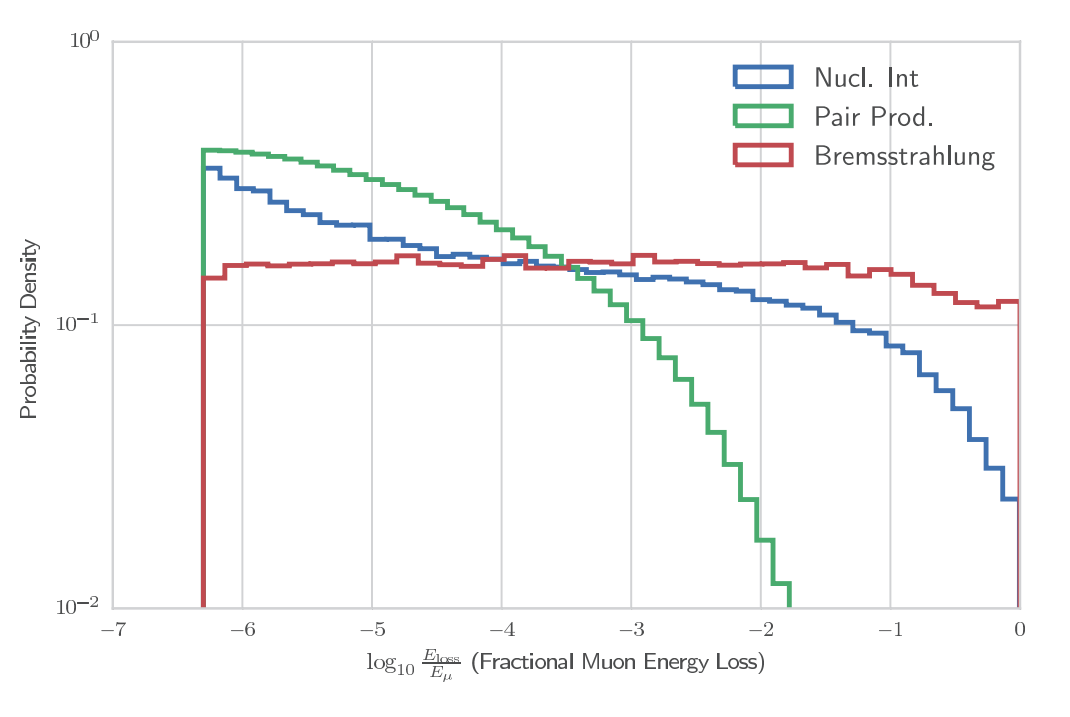 10⁰
Nucl. Int
Pair Prod.
Bremsstrahlung
Probability Density
10⁻¹
10⁻²
−7 −6 −5 −4 −3 −2 −1 0
log₁₀ E_loss/E_μ (Fractional Muon Energy Loss)